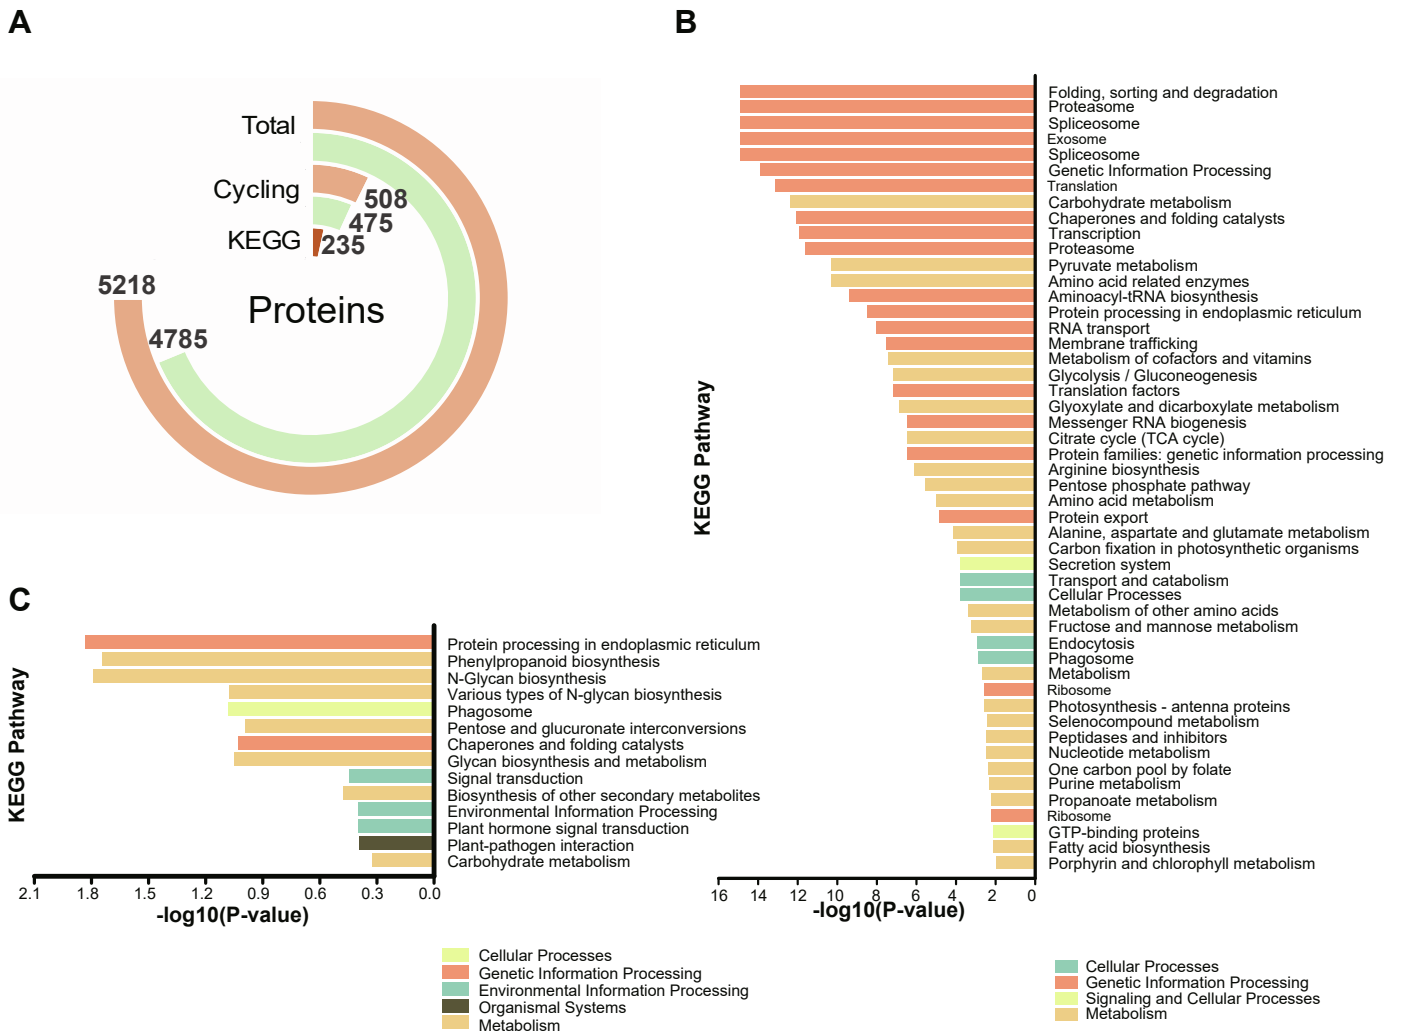 A
Total
Cycling
KEGG
508
475
235
5218
4785
Proteins
B
KEGG Pathway
Folding, sorting and degradation
Proteasome
Spliceosome
Exosome
Spliceosome
Genetic Information Processing
Translation
Carbohydrate metabolism
Chaperones and folding catalysts
Transcription
Proteasome
Pyruvate metabolism
Amino acid related enzymes
Aminoacyl-tRNA biosynthesis
Protein processing in endoplasmic reticulum
RNA transport
Membrane trafficking
Metabolism of cofactors and vitamins
Glycolysis / Gluconeogenesis
Translation factors
Glyoxylate and dicarboxylate metabolism
Messenger RNA biogenesis
Citrate cycle (TCA cycle)
Protein families: genetic information processing
Arginine biosynthesis
Pentose phosphate pathway
Amino acid metabolism
Protein export
Alanine, aspartate and glutamate metabolism
Carbon fixation in photosynthetic organisms
Secretion system
Transport and catabolism
Cellular Processes
Metabolism of other amino acids
Fructose and mannose metabolism
Endocytosis
Phagosome
Metabolism
Ribosome
Photosynthesis - antenna proteins
Selenocompound metabolism
Peptidases and inhibitors
Nucleotide metabolism
One carbon pool by folate
Purine metabolism
Propanoate metabolism
Ribosome
GTP-binding proteins
Fatty acid biosynthesis
Porphyrin and chlorophyll metabolism
16 14 12 10 8 6 4 2 0
-log10(P-value)
Cellular Processes
Genetic Information Processing
Signaling and Cellular Processes
Metabolism
C
KEGG Pathway
Protein processing in endoplasmic reticulum
Phenylpropanoid biosynthesis
N-Glycan biosynthesis
Various types of N-glycan biosynthesis
Phagosome
Pentose and glucuronate interconversions
Chaperones and folding catalysts
Glycan biosynthesis and metabolism
Signal transduction
Biosynthesis of other secondary metabolites
Environmental Information Processing
Plant hormone signal transduction
Plant-pathogen interaction
Carbohydrate metabolism
2.1 1.8 1.5 1.2 0.9 0.6 0.3 0.0
-log10(P-value)
Cellular Processes
Genetic Information Processing
Environmental Information Processing
Organismal Systems
Metabolism